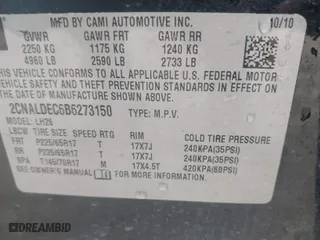 MFD BY CAMI AUTOMOTIVE INC. 10/10
GVWR GAWR FRT GAWR RR
2250 KG 1175 KG 1240 KG
4960 LB 2590 LB 2733 LB
THIS VEHICLE CONFORMS TO ALL APPLICABLE U.S. FEDERAL MOTOR
VEHICLE SAFETY AND THEFT PREVENTION STANDARDS IN EFFECT ON
THE DATE OF MANUFACTURE SHOWN ABOVE.
2CNALDEC6B6273150 TYPE: M.P.V.
MODEL: LH26
TIRE SIZE SPEED RTG RIM COLD TIRE PRESSURE
FRT P225/65R17 T 17X7J 240KPA(35PSI)
RR P225/65R17 T 17X7J 240KPA(35PSI)
SPA T145/70R17 M 17X4.5T 420KPA(60PSI)
SEE OWNER'S MANUAL FOR ADDITIONAL INFORMATION.